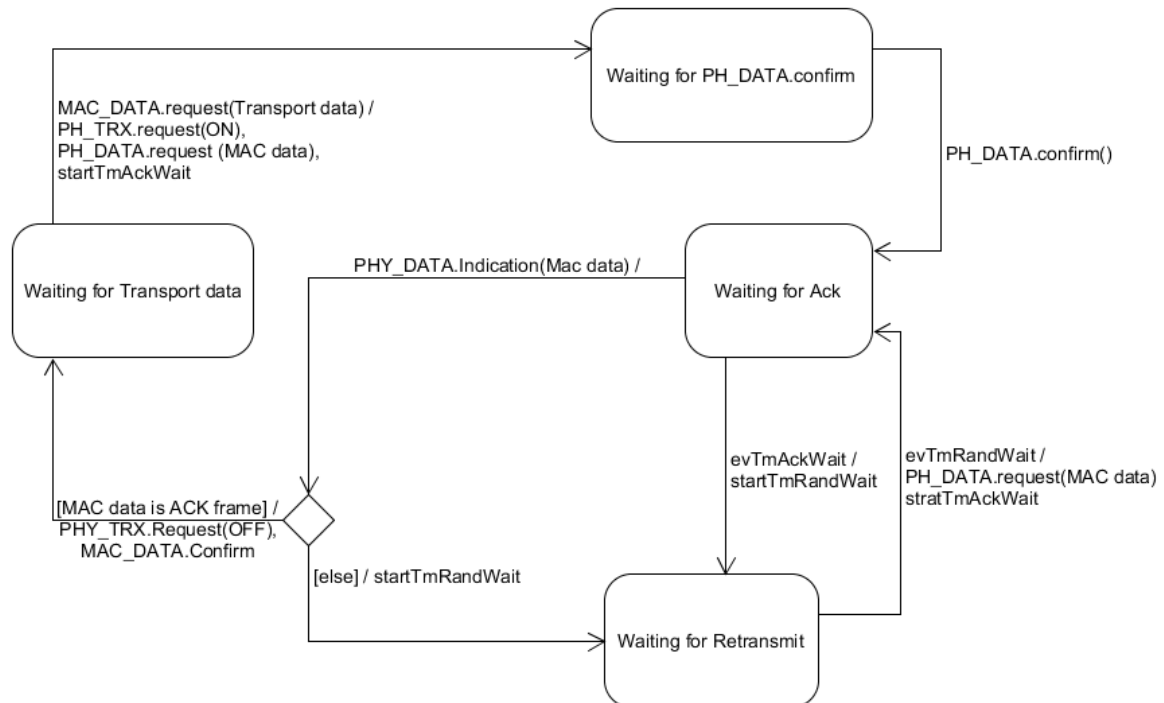 Waiting for PH_DATA.confirm
MAC_DATA.request(Transport data) /
PH_TRX.request(ON),
PH_DATA.request (MAC data),
startTmAckWait
PH_DATA.confirm()
Waiting for Transport data
PHY_DATA.Indication(Mac data) /
Waiting for Ack
evTmAckWait /
startTmRandWait
evTmRandWait /
PH_DATA.request(MAC data)
stratTmAckWait
[MAC data is ACK frame] /
PHY_TRX.Request(OFF),
MAC_DATA.Confirm
[else] / startTmRandWait
Waiting for Retransmit